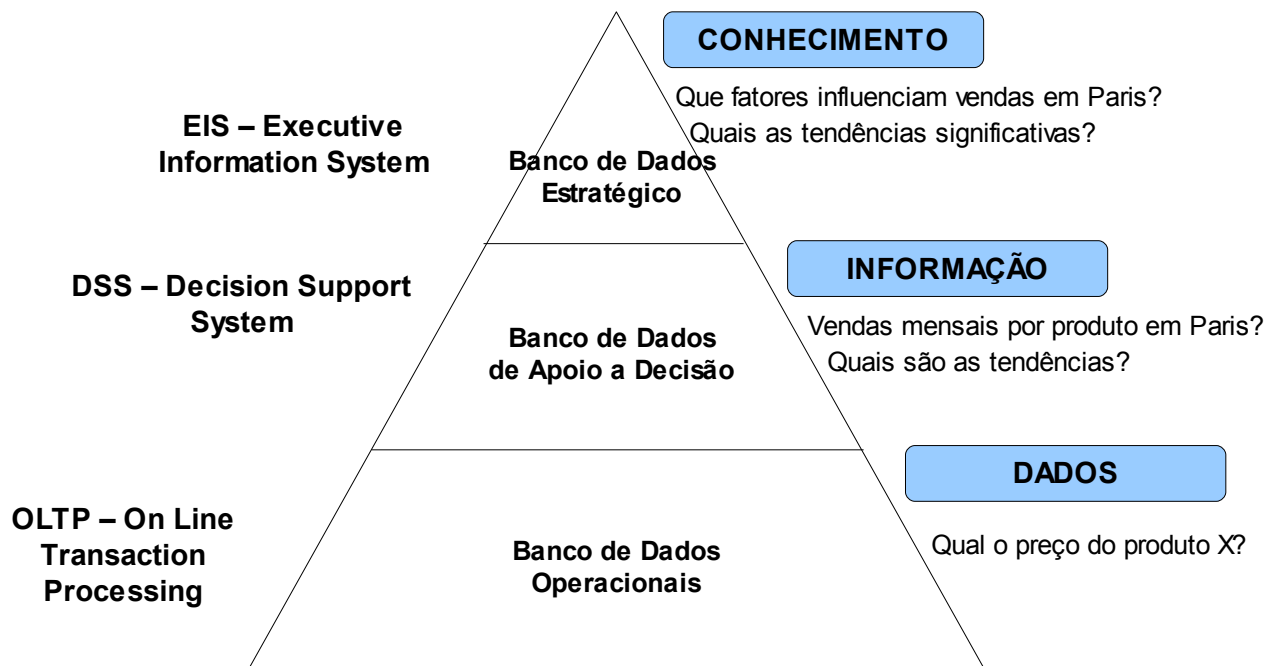 CONHECIMENTO
Que fatores influenciam vendas em Paris?
Quais as tendências significativas?
EIS – Executive
Information System
Banco de Dados
Estratégico
INFORMAÇÃO
DSS – Decision Support
System
Vendas mensais por produto em Paris?
Quais são as tendências?
Banco de Dados
de Apoio a Decisão
DADOS
OLTP – On Line
Transaction
Processing
Banco de Dados
Operacionais
Qual o preço do produto X?